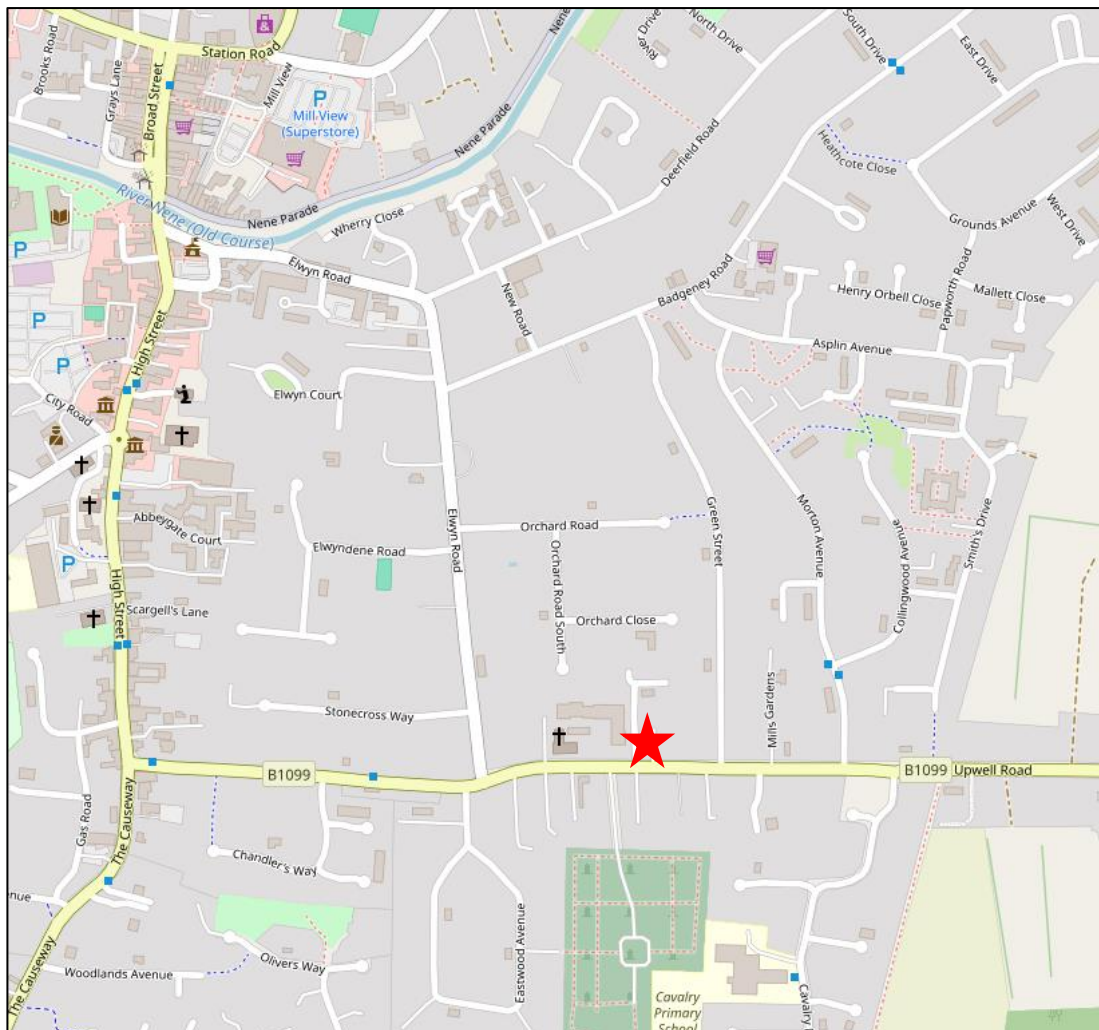 Station Road
River Drive
North Drive
South Drive
East Drive
Brooks Road
Grays Lane
Broad Street
Mill View
P
Mill View
(Superstore)
Nene Parade
Deerfield Road
Heathcote Close
Grounds Avenue
West Drive
River Nene (Old Course)
Nene Parade
Wherry Close
P
Elwyn Road
New Road
Badgeney Road
Henry Orbell Close
Papworth Road
Mallett Close
P
High Street
Asplin Avenue
P
City Road
Elwyn Court
Abbeygate Court
Elwyn Road
Orchard Road
Green Street
Morton Avenue
Collingwood Avenue
Smith's Drive
P
Elwyndene Road
Orchard Road South
High Street
Scargell's Lane
Orchard Close
Stonecross Way
Mills Gardens
B1099
B1099
Upwell Road
Gas Road
The Causeway
Chandler's Way
nue
Eastwood Avenue
Woodlands Avenue
Olivers Way
The Causeway
Cavalry
Primary
School
Cavalry